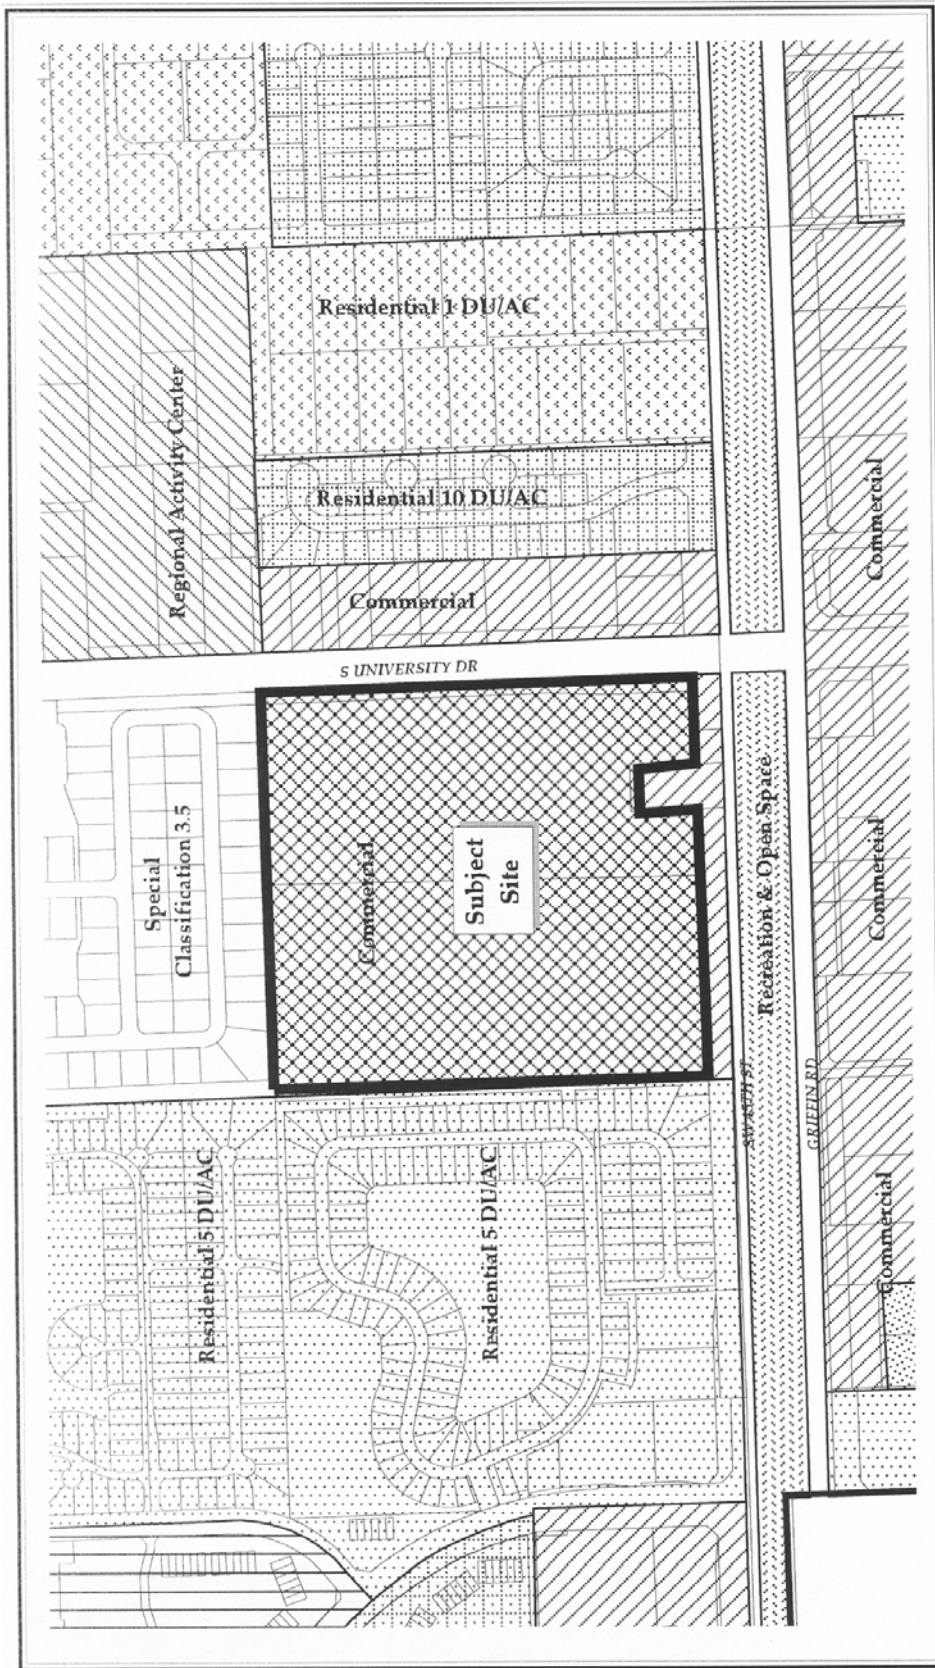 Residential 1 DU/AC
Regional Activity Center
Residential 10 DU/AC
Commercial
Commercial
S UNIVERSITY DR
Special
Classification 3.5
Commercial
Subject
Site
Recreation & Open Space
Commercial
GRIFFIN RD
Residential 5 DU/AC
Residential 5 DU/AC
Commercial